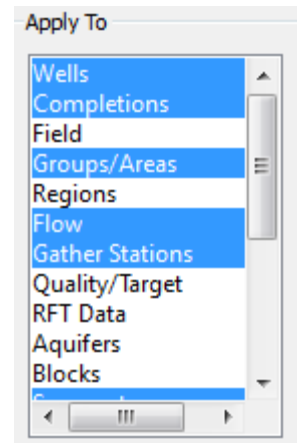 Apply To
Wells
Completions
Field
Groups/Areas
Regions
Flow
Gather Stations
Quality/Target
RFT Data
Aquifers
Blocks